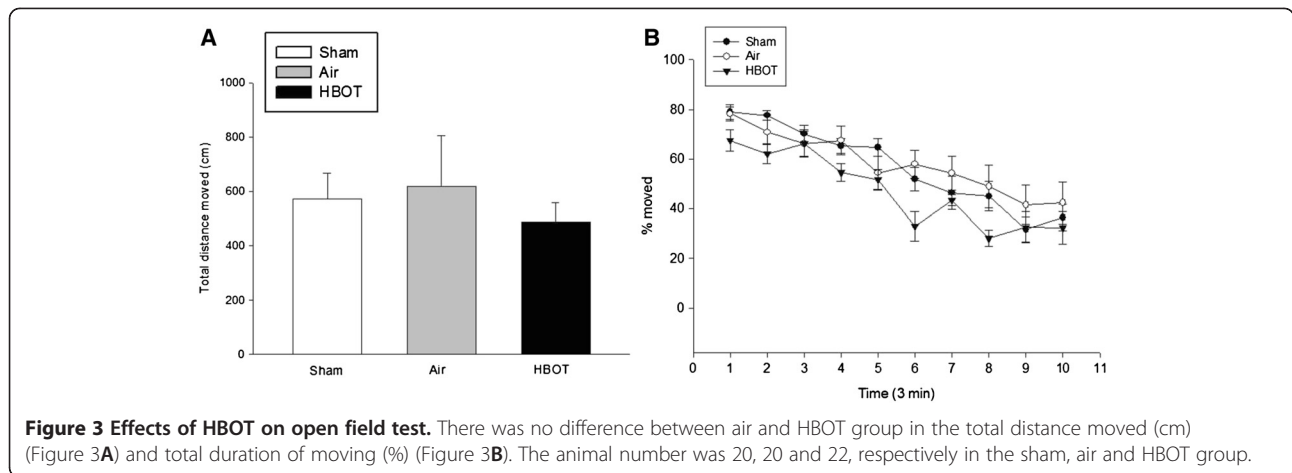 A
Sham
Air
HBOT
1000
800
600
400
200
0
Total distance moved (cm)
Sham Air HBOT
B
Sham
Air
HBOT
100
80
60
40
20
0
% moved
0 1 2 3 4 5 6 7 8 9 10 11
Time (3 min)
Figure 3 Effects of HBOT on open field test. There was no difference between air and HBOT group in the total distance moved (cm)
(Figure 3A) and total duration of moving (%) (Figure 3B). The animal number was 20, 20 and 22, respectively in the sham, air and HBOT group.